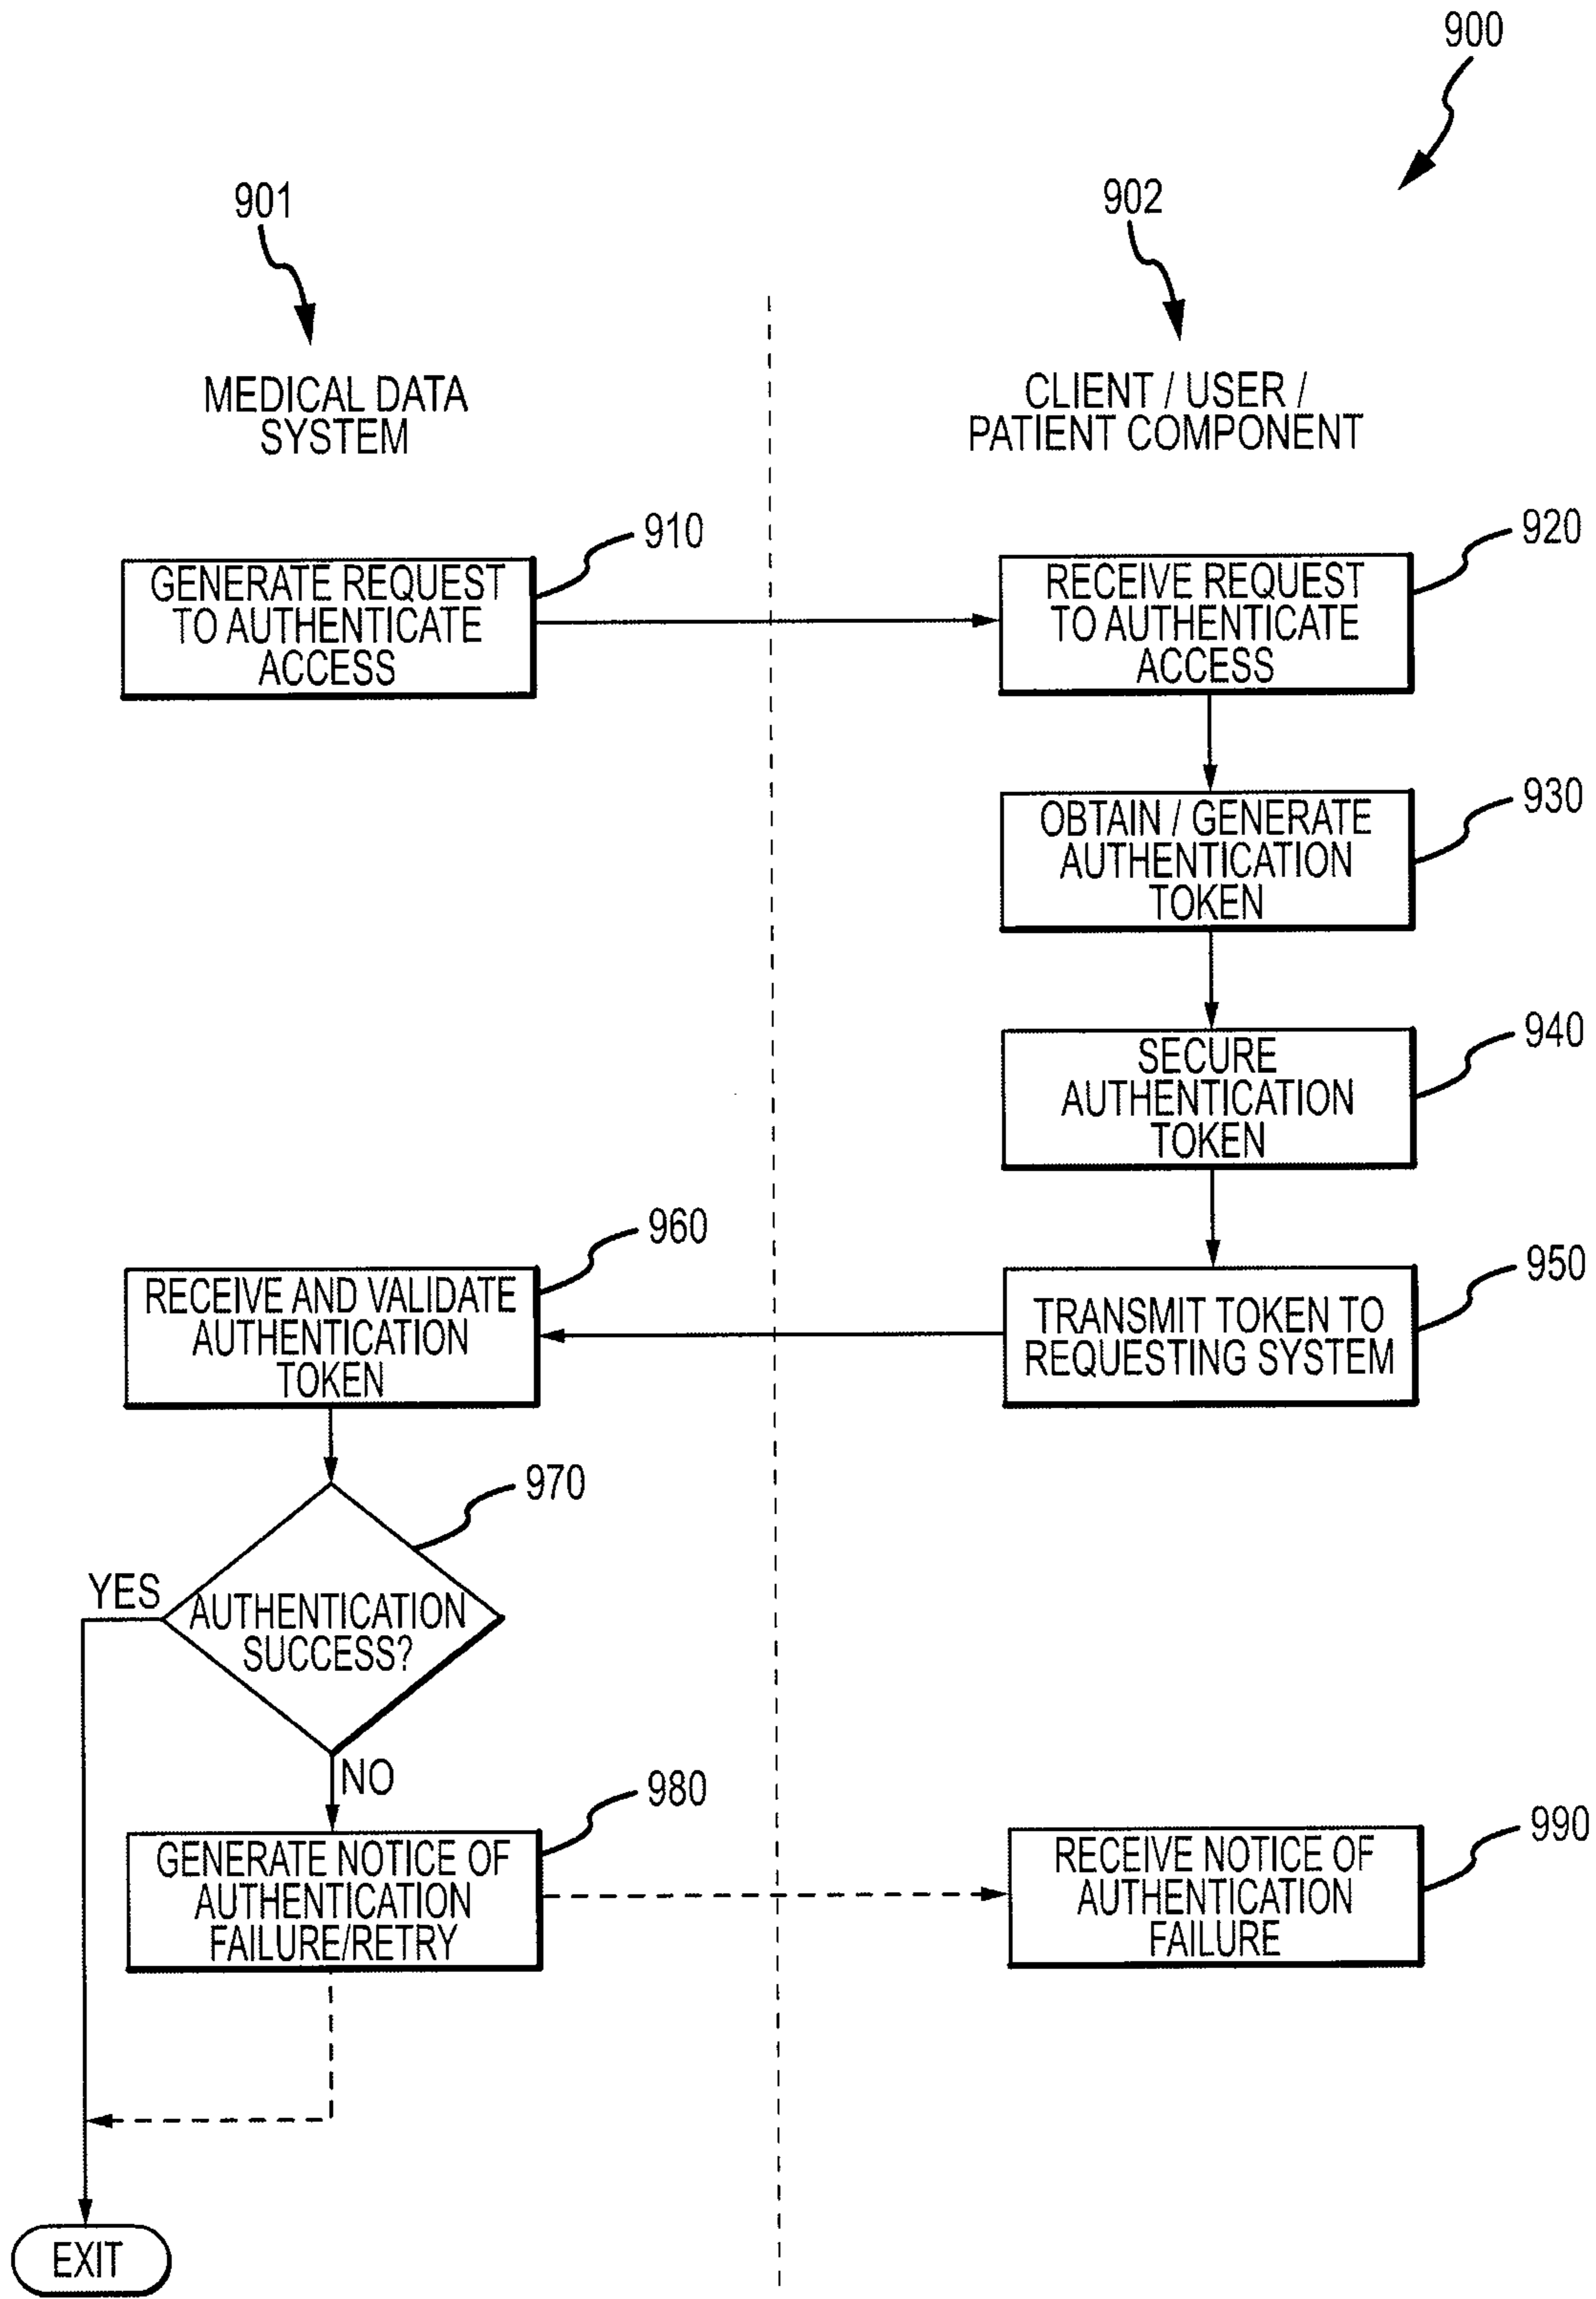 900
901
902
MEDICAL DATA
SYSTEM
CLIENT / USER /
PATIENT COMPONENT
910
GENERATE REQUEST
TO AUTHENTICATE
ACCESS
920
RECEIVE REQUEST
TO AUTHENTICATE
ACCESS
930
OBTAIN / GENERATE
AUTHENTICATION
TOKEN
940
SECURE
AUTHENTICATION
TOKEN
950
TRANSMIT TOKEN TO
REQUESTING SYSTEM
960
RECEIVE AND VALIDATE
AUTHENTICATION
TOKEN
970
AUTHENTICATION
SUCCESS?
YES
NO
980
GENERATE NOTICE OF
AUTHENTICATION
FAILURE/RETRY
990
RECEIVE NOTICE OF
AUTHENTICATION
FAILURE
EXIT